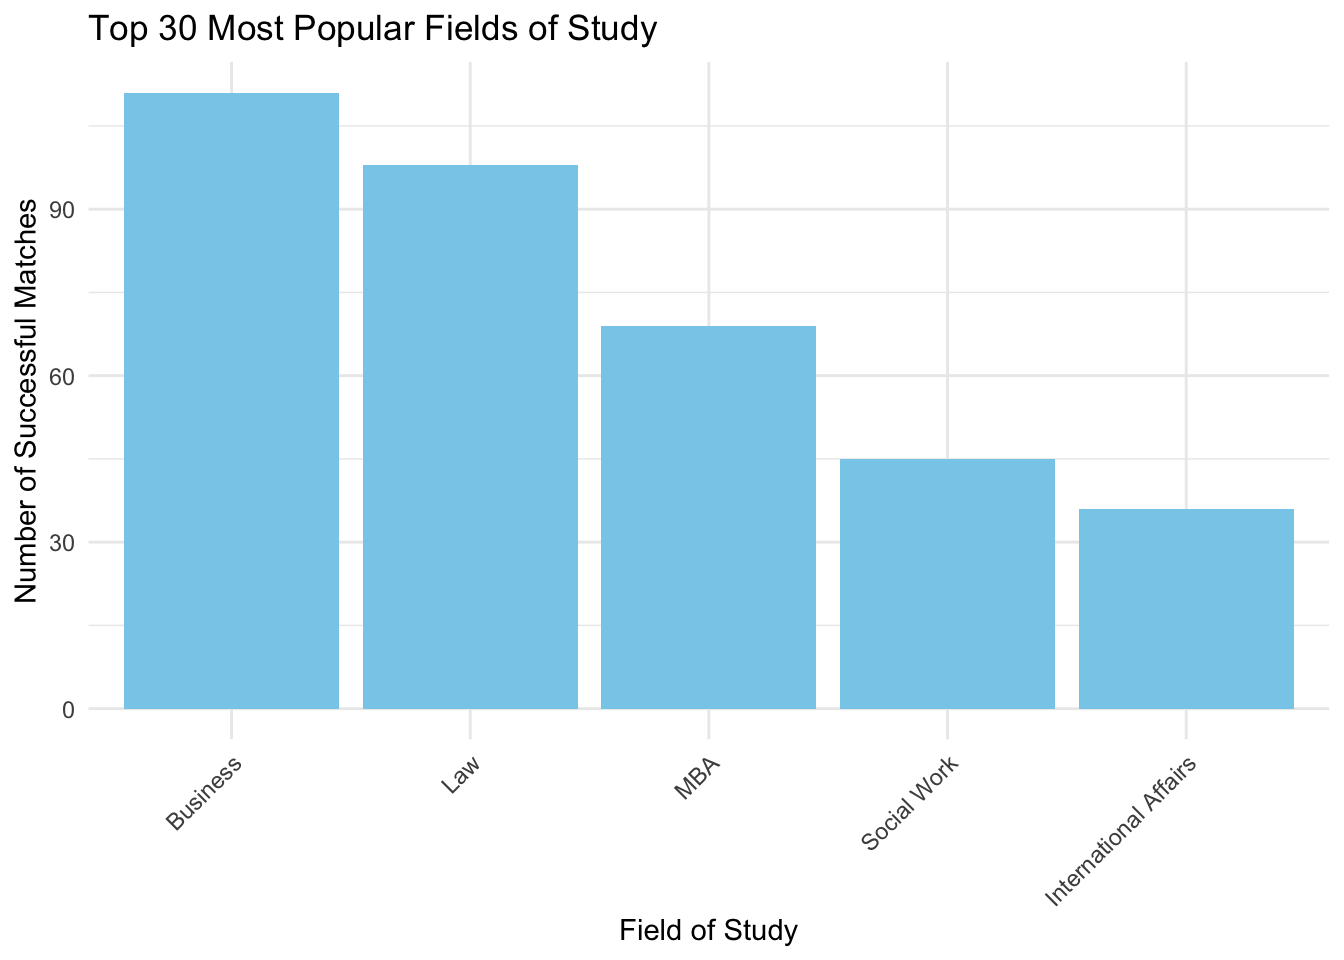 Top 30 Most Popular Fields of Study
Number of Successful Matches
90
60
30
0
Business
Law
MBA
Social Work
International Affairs
Field of Study